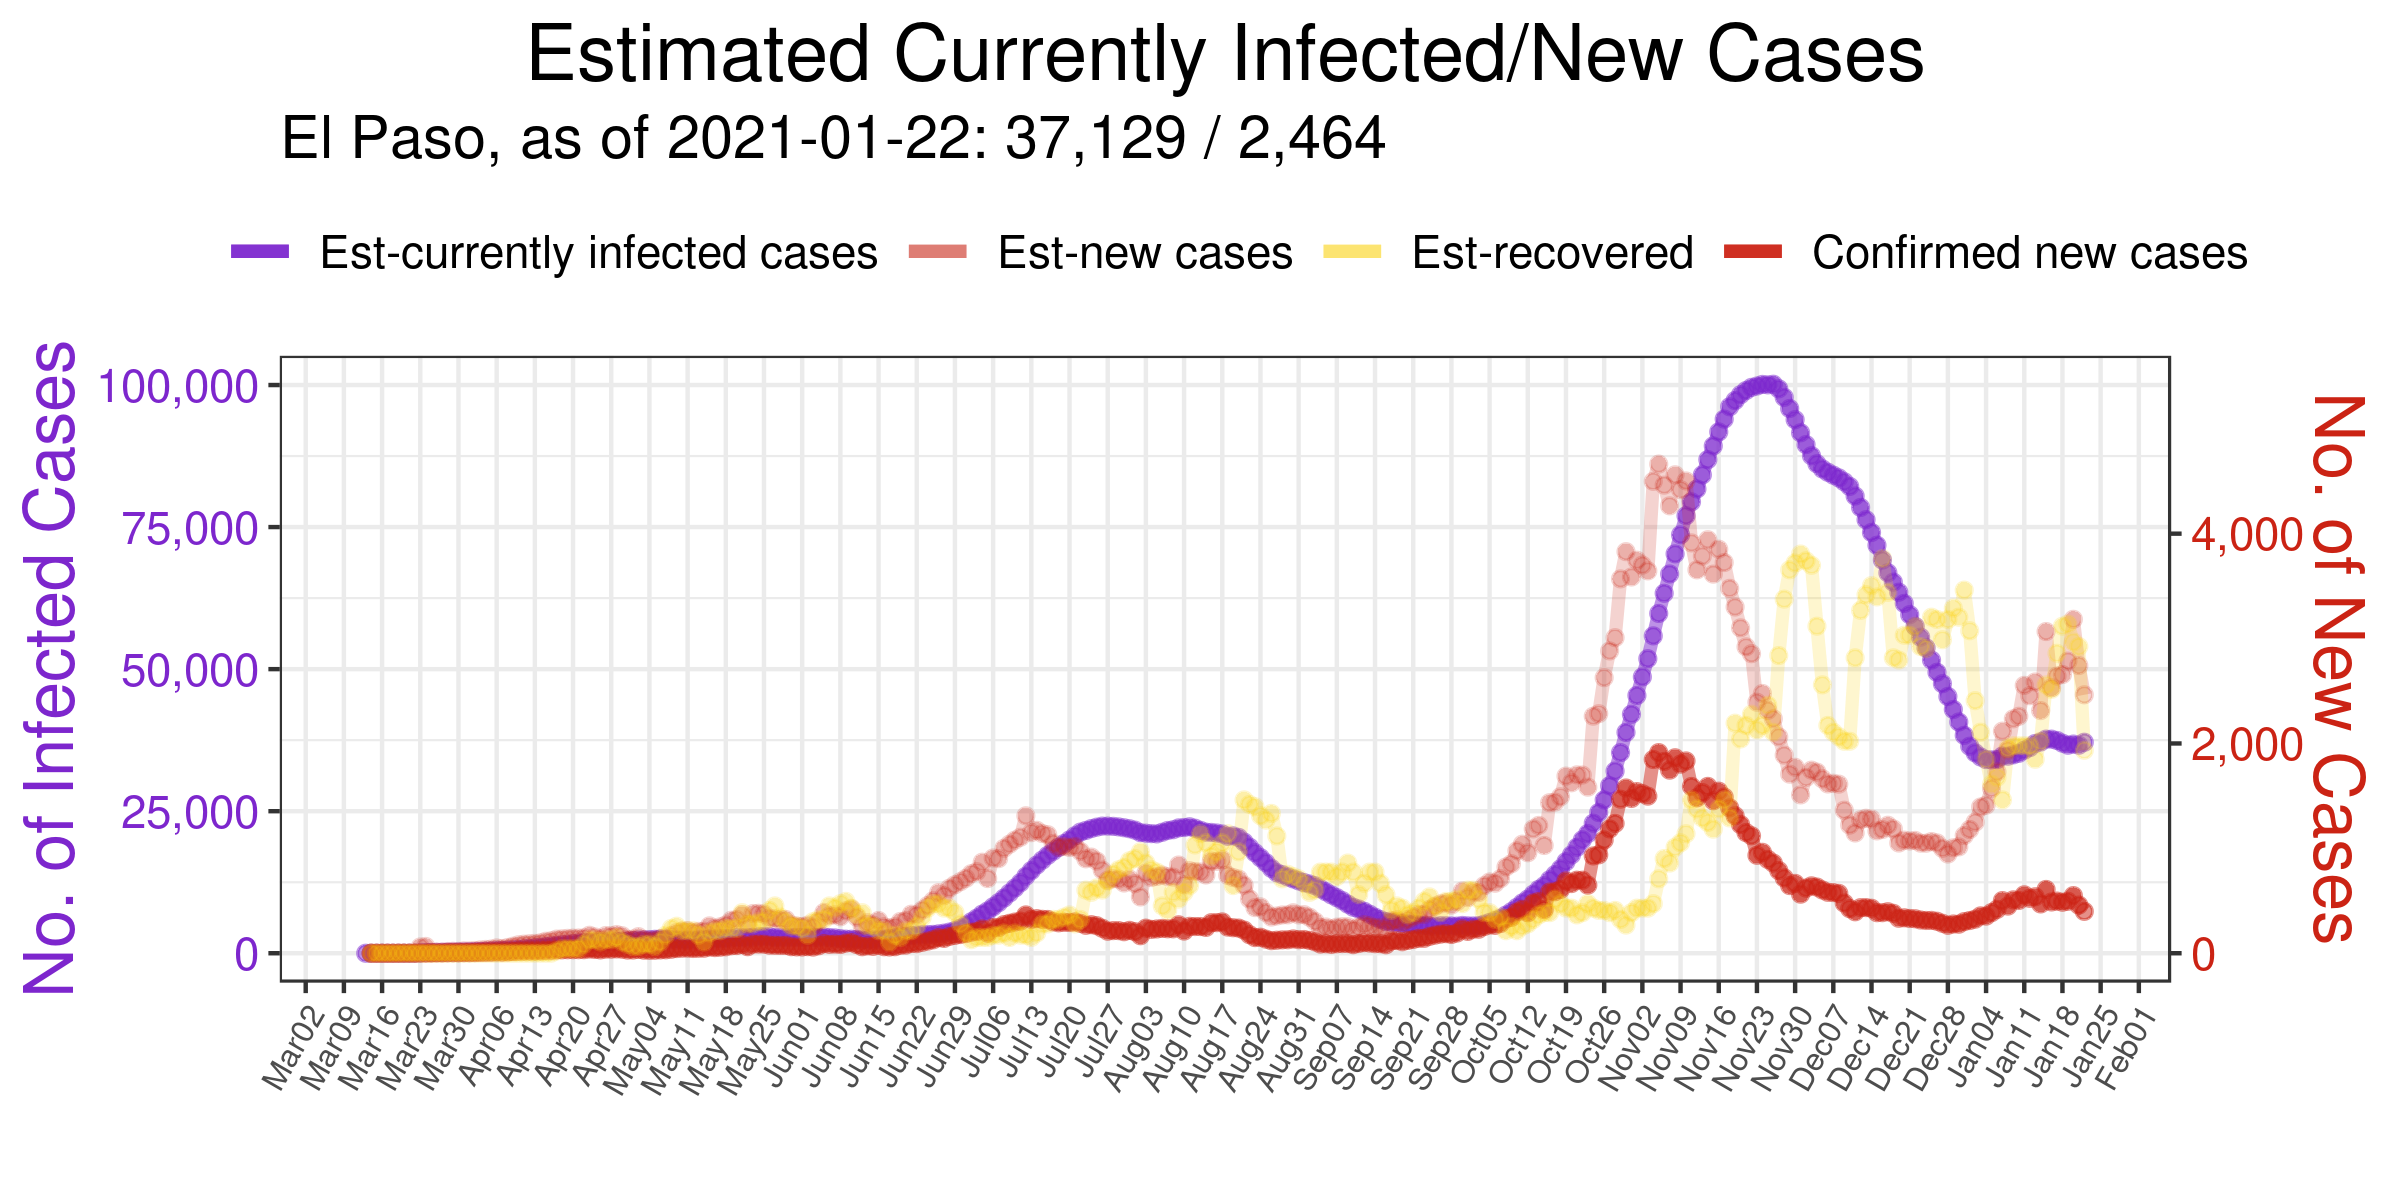 Estimated Currently Infected/New Cases
El Paso, as of 2021-01-22: 37,129 / 2,464
Est-currently infected cases Est-new cases Est-recovered Confirmed new cases
No. of Infected Cases
100,000
75,000
50,000
25,000
0
4,000
2,000
0
No. of New Cases
Mar02 Mar09 Mar16 Mar23 Mar30 Apr06 Apr13 Apr20 Apr27 May04 May11 May18 May25 Jun01 Jun08 Jun15 Jun22 Jun29 Jul06 Jul13 Jul20 Jul27 Aug03 Aug10 Aug17 Aug24 Aug31 Sep07 Sep14 Sep21 Sep28 Oct05 Oct12 Oct19 Oct26 Nov02 Nov09 Nov16 Nov23 Nov30 Dec07 Dec14 Dec21 Dec28 Jan04 Jan11 Jan18 Jan25 Feb01